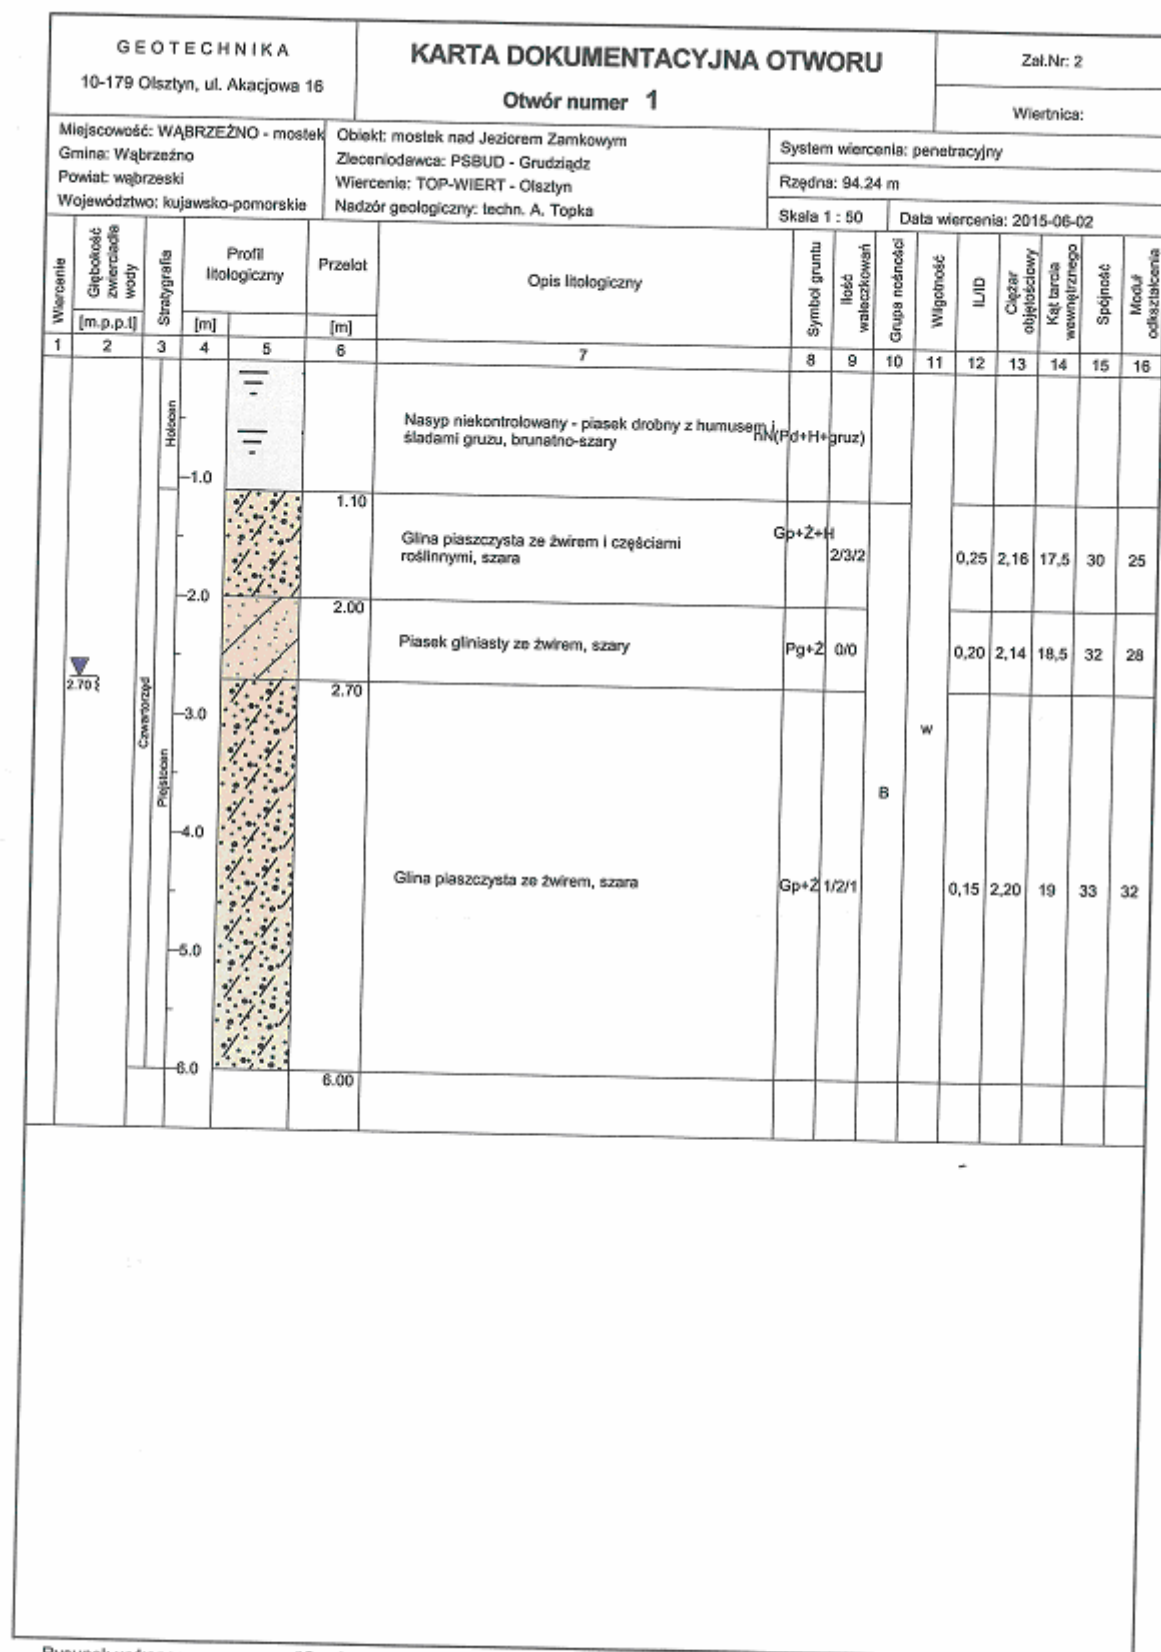 GEOTECHNIKA
10-179 Olsztyn, ul. Akacjowa 16
KARTA DOKUMENTACYJNA OTWORU
Otwór numer 1
Zał.Nr: 2
Wiertnica:
Miejscowość: WĄBRZEŹNO - mostek
Gmina: Wąbrzeźno
Powiat: wąbrzeski
Województwo: kujawsko-pomorskie
Obiekt: mostek nad Jeziorem Zamkowym
Zleceniodawca: PSBUD - Grudziądz
Wiercenie: TOP-WIERT - Olsztyn
Nadzór geologiczny: techn. A. Topka
System wiercenia: penetracyjny
Rzędna: 94.24 m
Skala 1 : 50
Data wiercenia: 2015-06-02
Wiercenie
Głębokość
zwierciadła
wody
[m.p.p.t]
Stratygrafia
Profil
litologiczny
[m]
Przelot
[m]
Opis litologiczny
Symbol gruntu
Ilość
wałeczkowań
Grupa nośności
Wilgotność
IL/ID
Ciężar
objętościowy
Kąt tarcia
wewnętrznego
Spójność
Moduł
odkształcenia
1 2 3 4 5 6 7 8 9 10 11 12 13 14 15 16
Holocen
1.0
Nasyp niekontrolowany - piasek drobny z humusem i
śladami gruzu, brunatno-szary
nN(Pd+H+gruz)
1.10
Glina piaszczysta ze żwirem i częściami
roślinnymi, szara
Gp+Ż+H
2/3/2
0,25 2,16 17,5 30 25
2.0
2.00
Piasek gliniasty ze żwirem, szary
Pg+Ż 0/0
0,20 2,14 18,5 32 28
2.70
2.70
Czwartorzęd
Plejstocen
3.0
w
B
4.0
Glina piaszczysta ze żwirem, szara
Gp+Ż 1/2/1
0,15 2,20 19 33 32
5.0
6.0
6.00